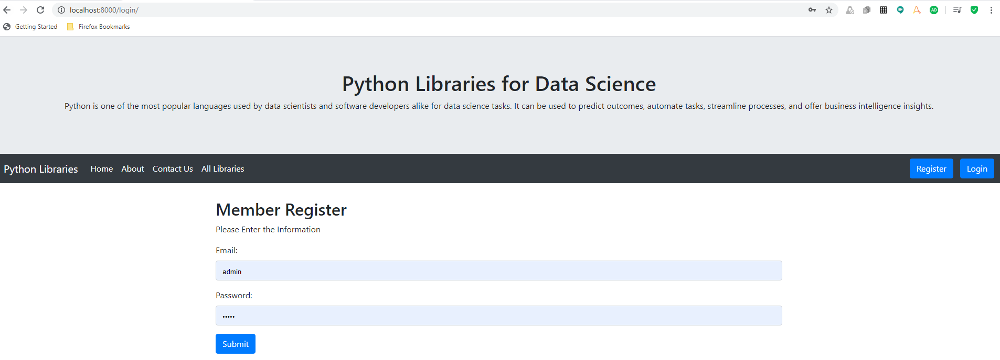 localhost:8000/login/
AD
Getting Started Firefox Bookmarks
Python Libraries for Data Science
Python is one of the most popular languages used by data scientists and software developers alike for data science tasks. It can be used to predict outcomes, automate tasks, streamline processes, and offer business intelligence insights.
Python Libraries Home About Contact Us All Libraries Register Login
Member Register
Please Enter the Information
Email:
admin
Password:
•••••
Submit